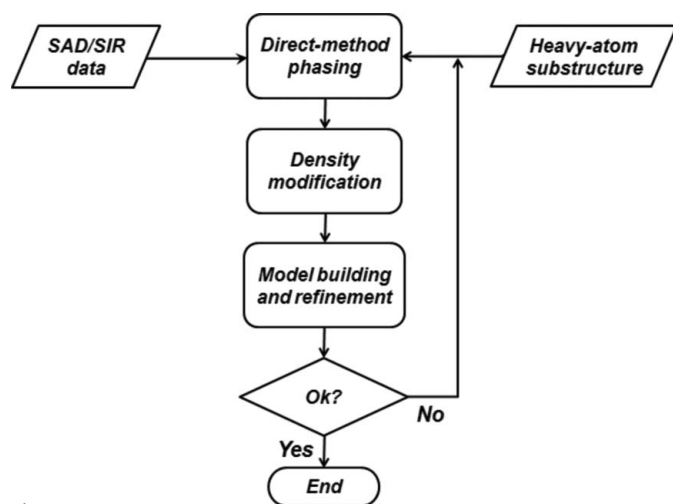 SAD/SIR
data
Direct-method
phasing
Heavy-atom
substructure
Density
modification
Model building
and refinement
Ok?
No
Yes
End